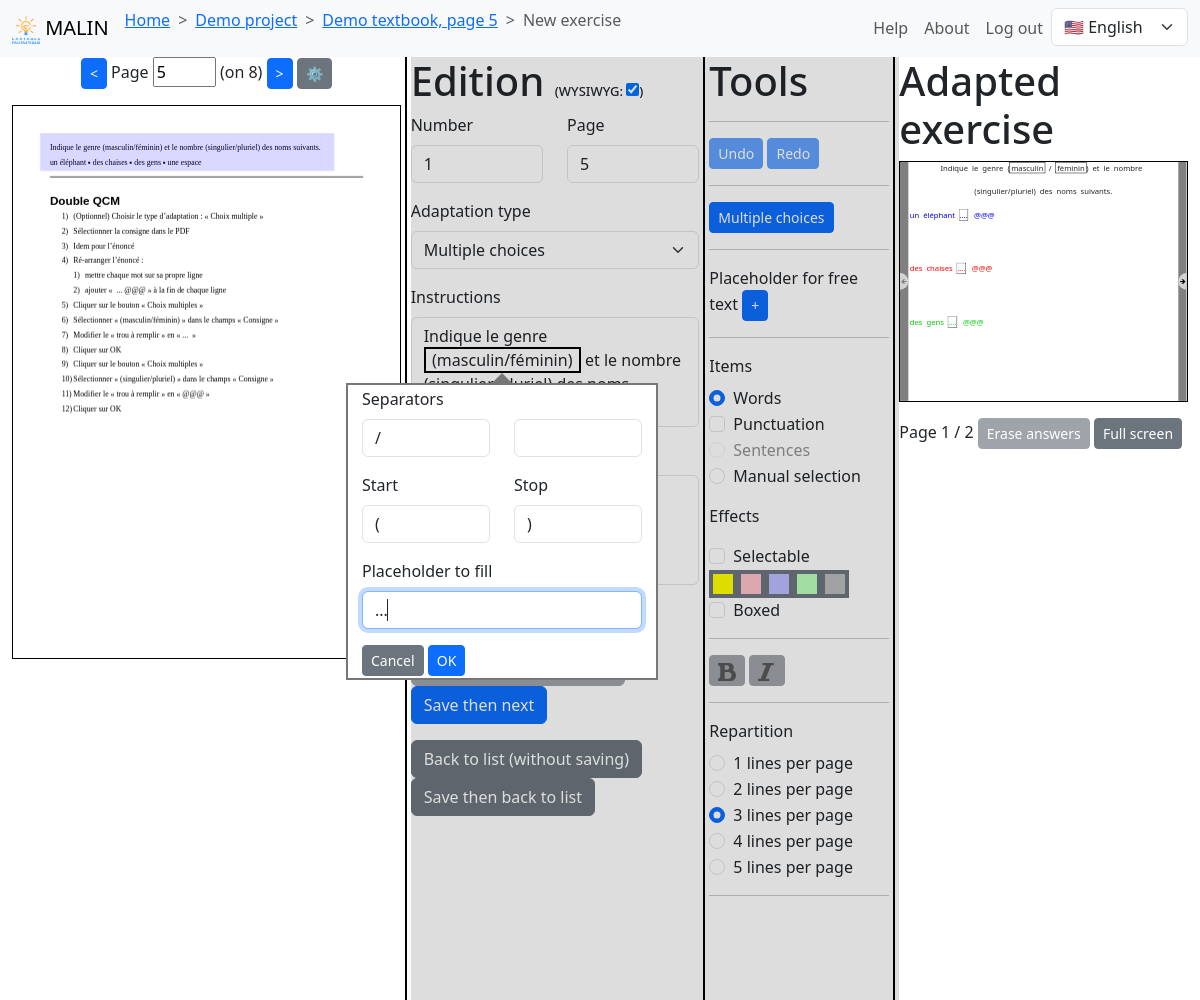 MALIN
Home > Demo project > Demo textbook, page 5 > New exercise
Help
About
Log out
🇺🇸 English
< Page 5 (on 8) > ⚙️
Indique le genre (masculin/féminin) et le nombre (singulier/pluriel) des noms suivants.
un éléphant • des chaises • des gens • une espace
Double QCM
1) (Optionnel) Choisir le type d'adaptation : « Choix multiple »
2) Sélectionner la consigne dans le PDF
3) Idem pour l'énoncé
4) Ré-arranger l'énoncé :
1) mettre chaque mot sur sa propre ligne
2) ajouter « ... @@@ » à la fin de chaque ligne
5) Cliquer sur le bouton « Choix multiples »
6) Sélectionner « (masculin/féminin) » dans le champs « Consigne »
7) Modifier le « trou à remplir » en « ... »
8) Cliquer sur OK
9) Cliquer sur le bouton « Choix multiples »
10) Sélectionner « (singulier/pluriel) » dans le champs « Consigne »
11) Modifier le « trou à remplir » en « @@@ »
12) Cliquer sur OK
Edition (WYSIWYG: )
Number
Page
1
5
Adaptation type
Multiple choices
Instructions
Indique le genre
(masculin/féminin) et le nombre
(singulier/pluriel) des noms
Separators
/
Start
Stop
(
)
Placeholder to fill
...
Cancel
OK
Save then next
Back to list (without saving)
Save then back to list
Tools
Undo
Redo
Multiple choices
Placeholder for free
text +
Items
Words
Punctuation
Sentences
Manual selection
Effects
Selectable
Boxed
B
I
Repartition
1 lines per page
2 lines per page
3 lines per page
4 lines per page
5 lines per page
Adapted
exercise
Indique le genre (masculin / féminin) et le nombre
(singulier/pluriel) des noms suivants.
un éléphant ... @@@
des chaises ... @@@
des gens ... @@@
Page 1 / 2
Erase answers
Full screen